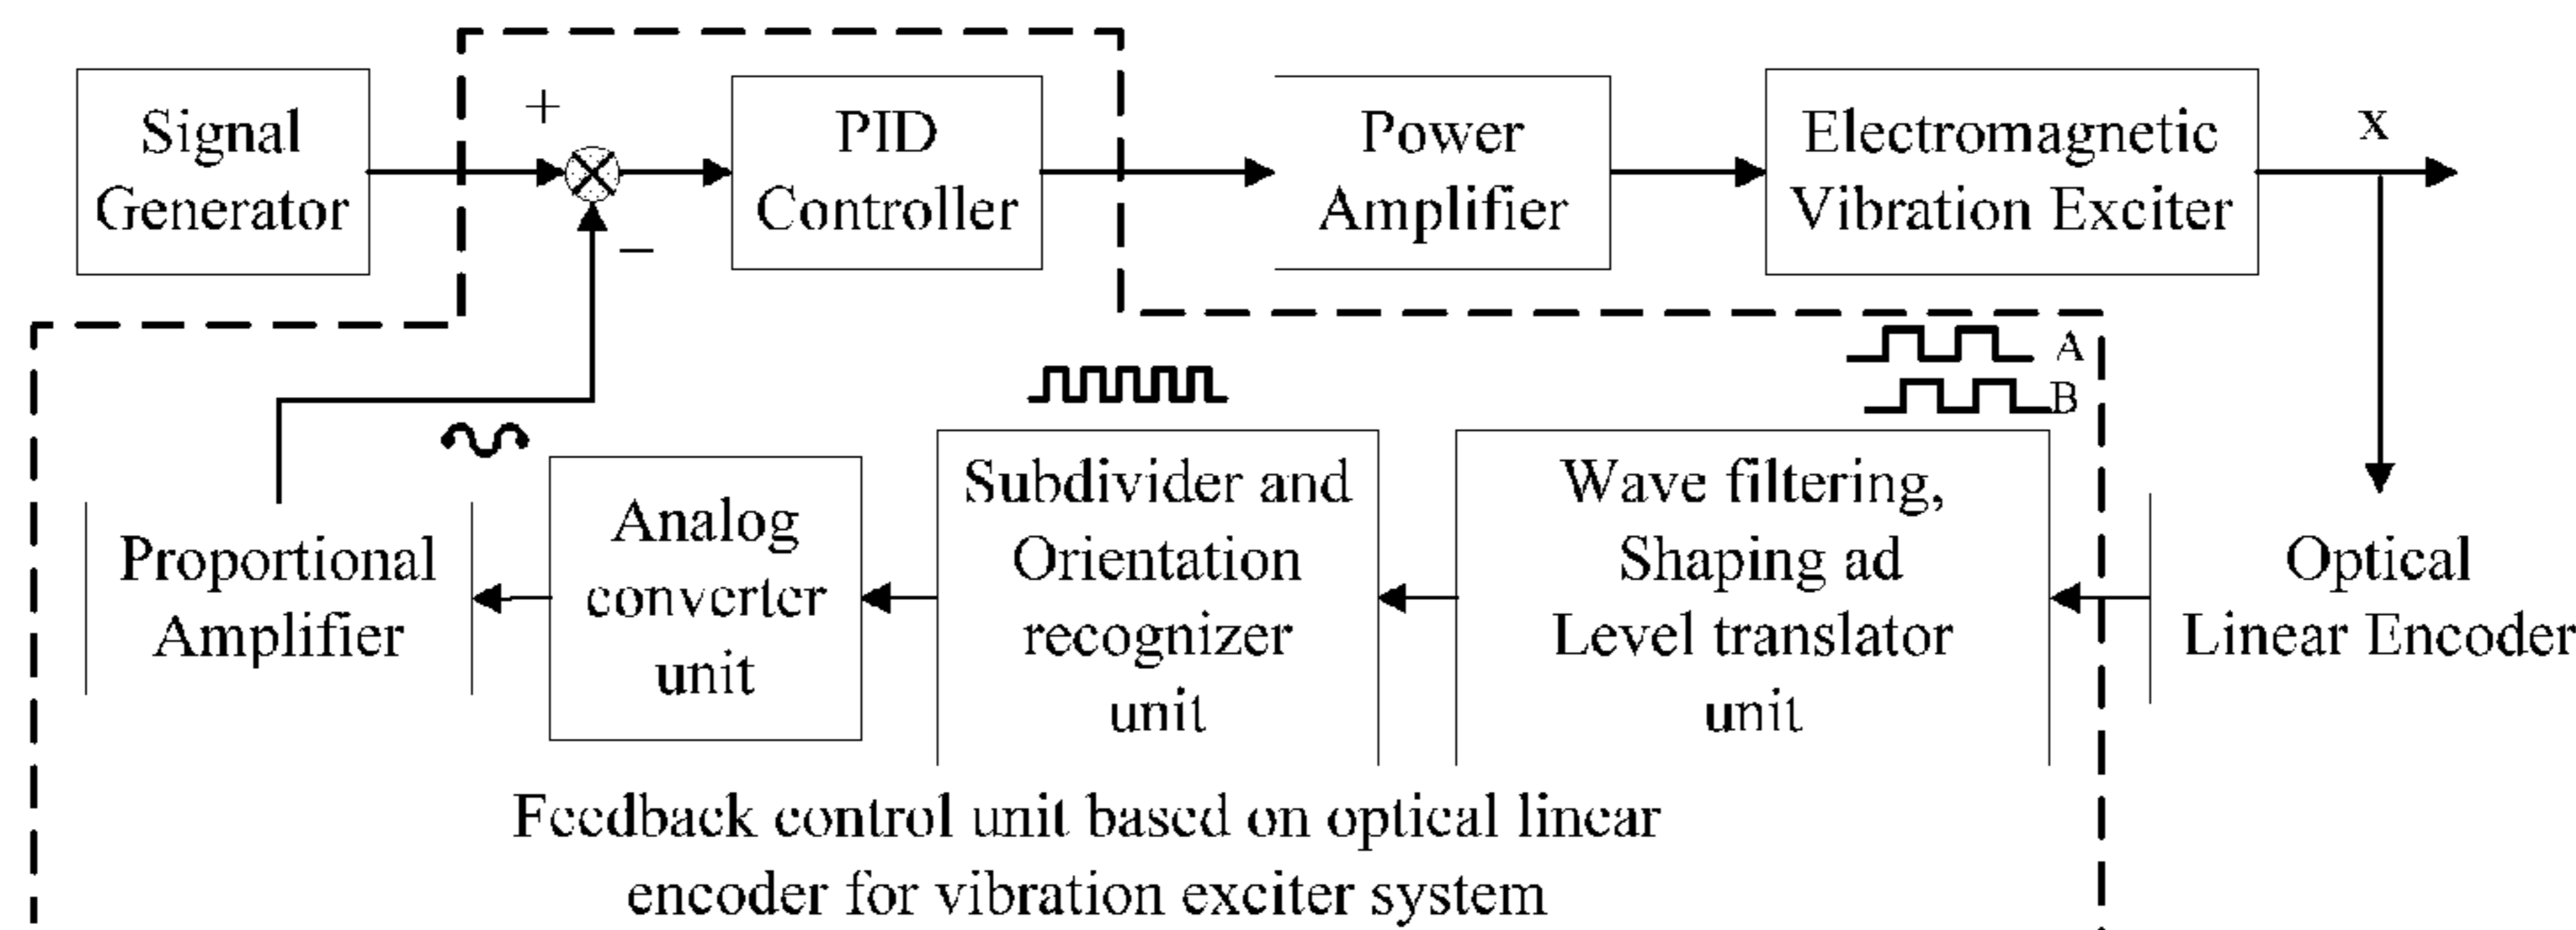 Signal
Generator
+
−
PID
Controller
Power
Amplifier
Electromagnetic
Vibration Exciter
x
A
B
Proportional
Amplifier
Analog
converter
unit
Subdivider and
Orientation
recognizer
unit
Wave filtering,
Shaping ad
Level translator
unit
Optical
Linear Encoder
Feedback control unit based on optical linear
encoder for vibration exciter system